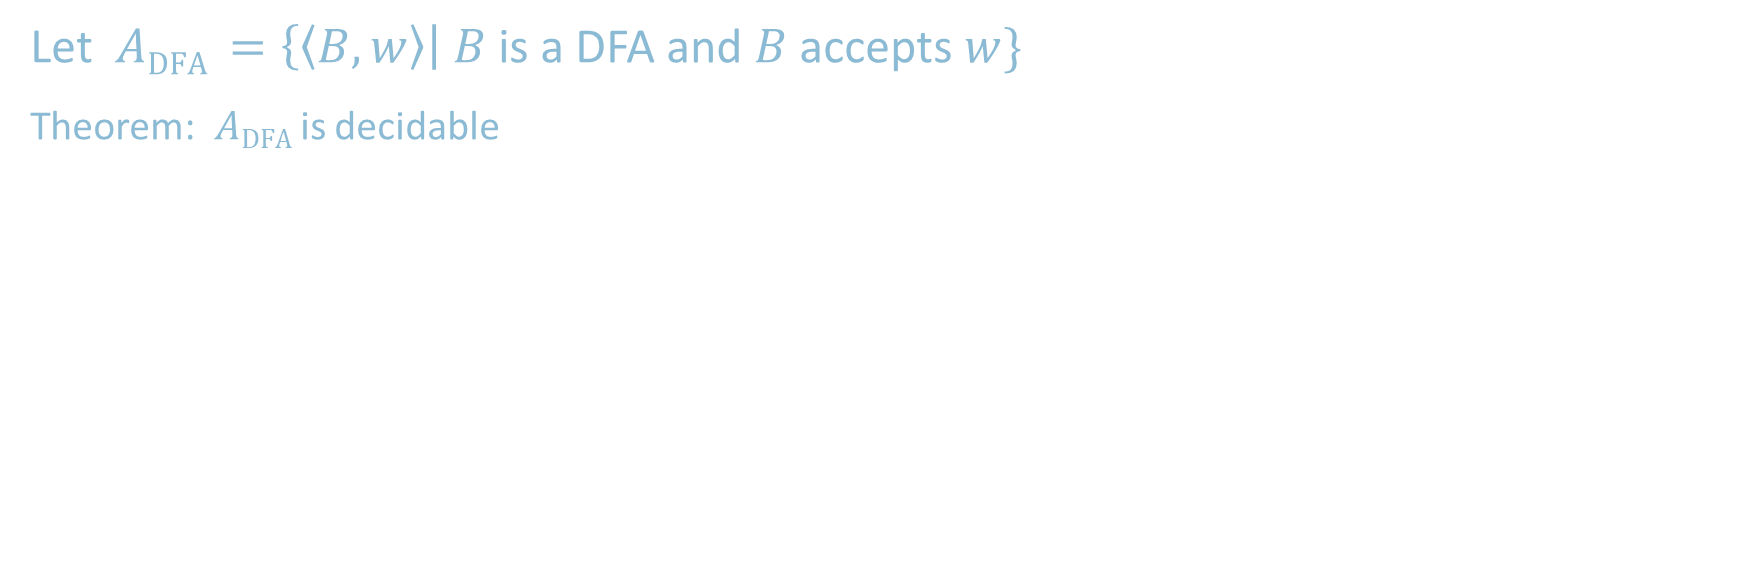 Let A_DFA = {⟨B, w⟩| B is a DFA and B accepts w}
Theorem: A_DFA is decidable